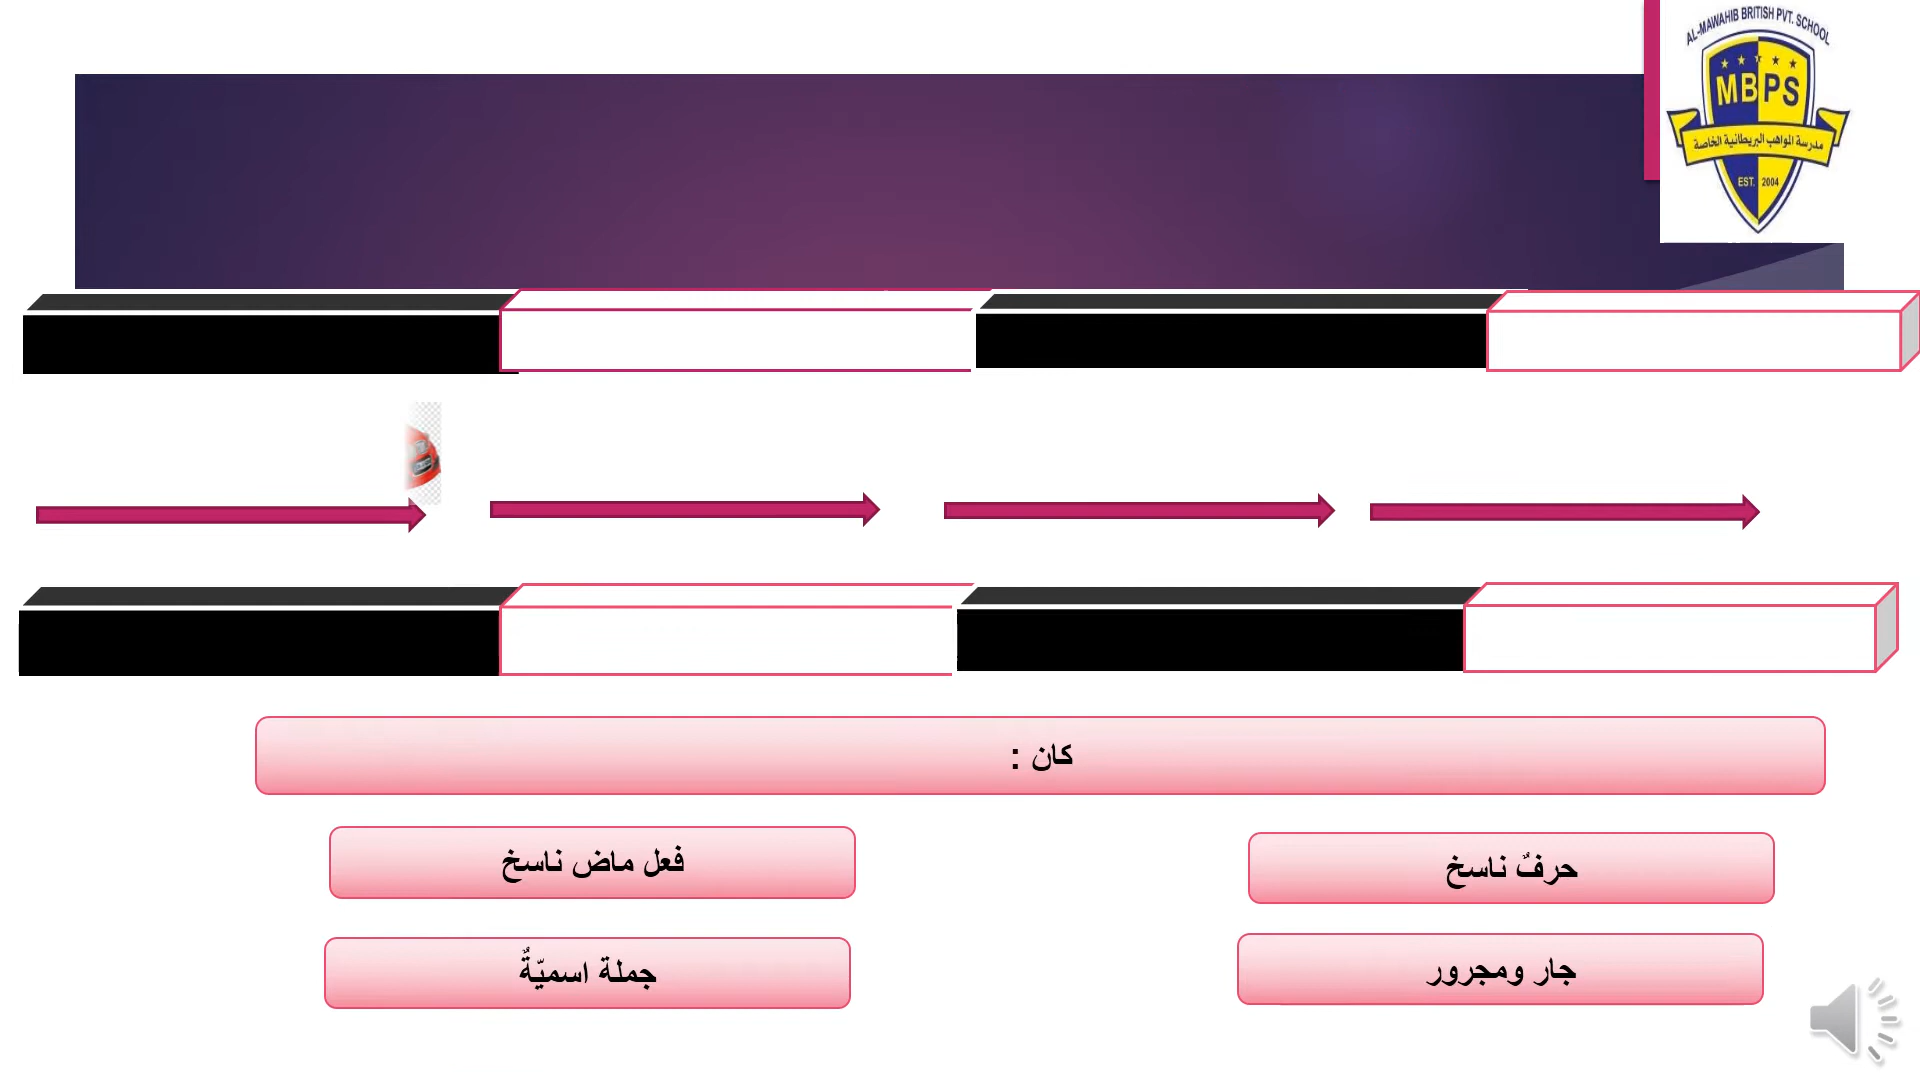 AL-MAWAHIB BRITISH PVT. SCHOOL
MBPS
مدرسة المواهب البريطانية الخاصة
EST. 2004
كان :
حرفٌ ناسخ
فعل ماض ناسخ
جار ومجرور
جملة اسميّةٌ